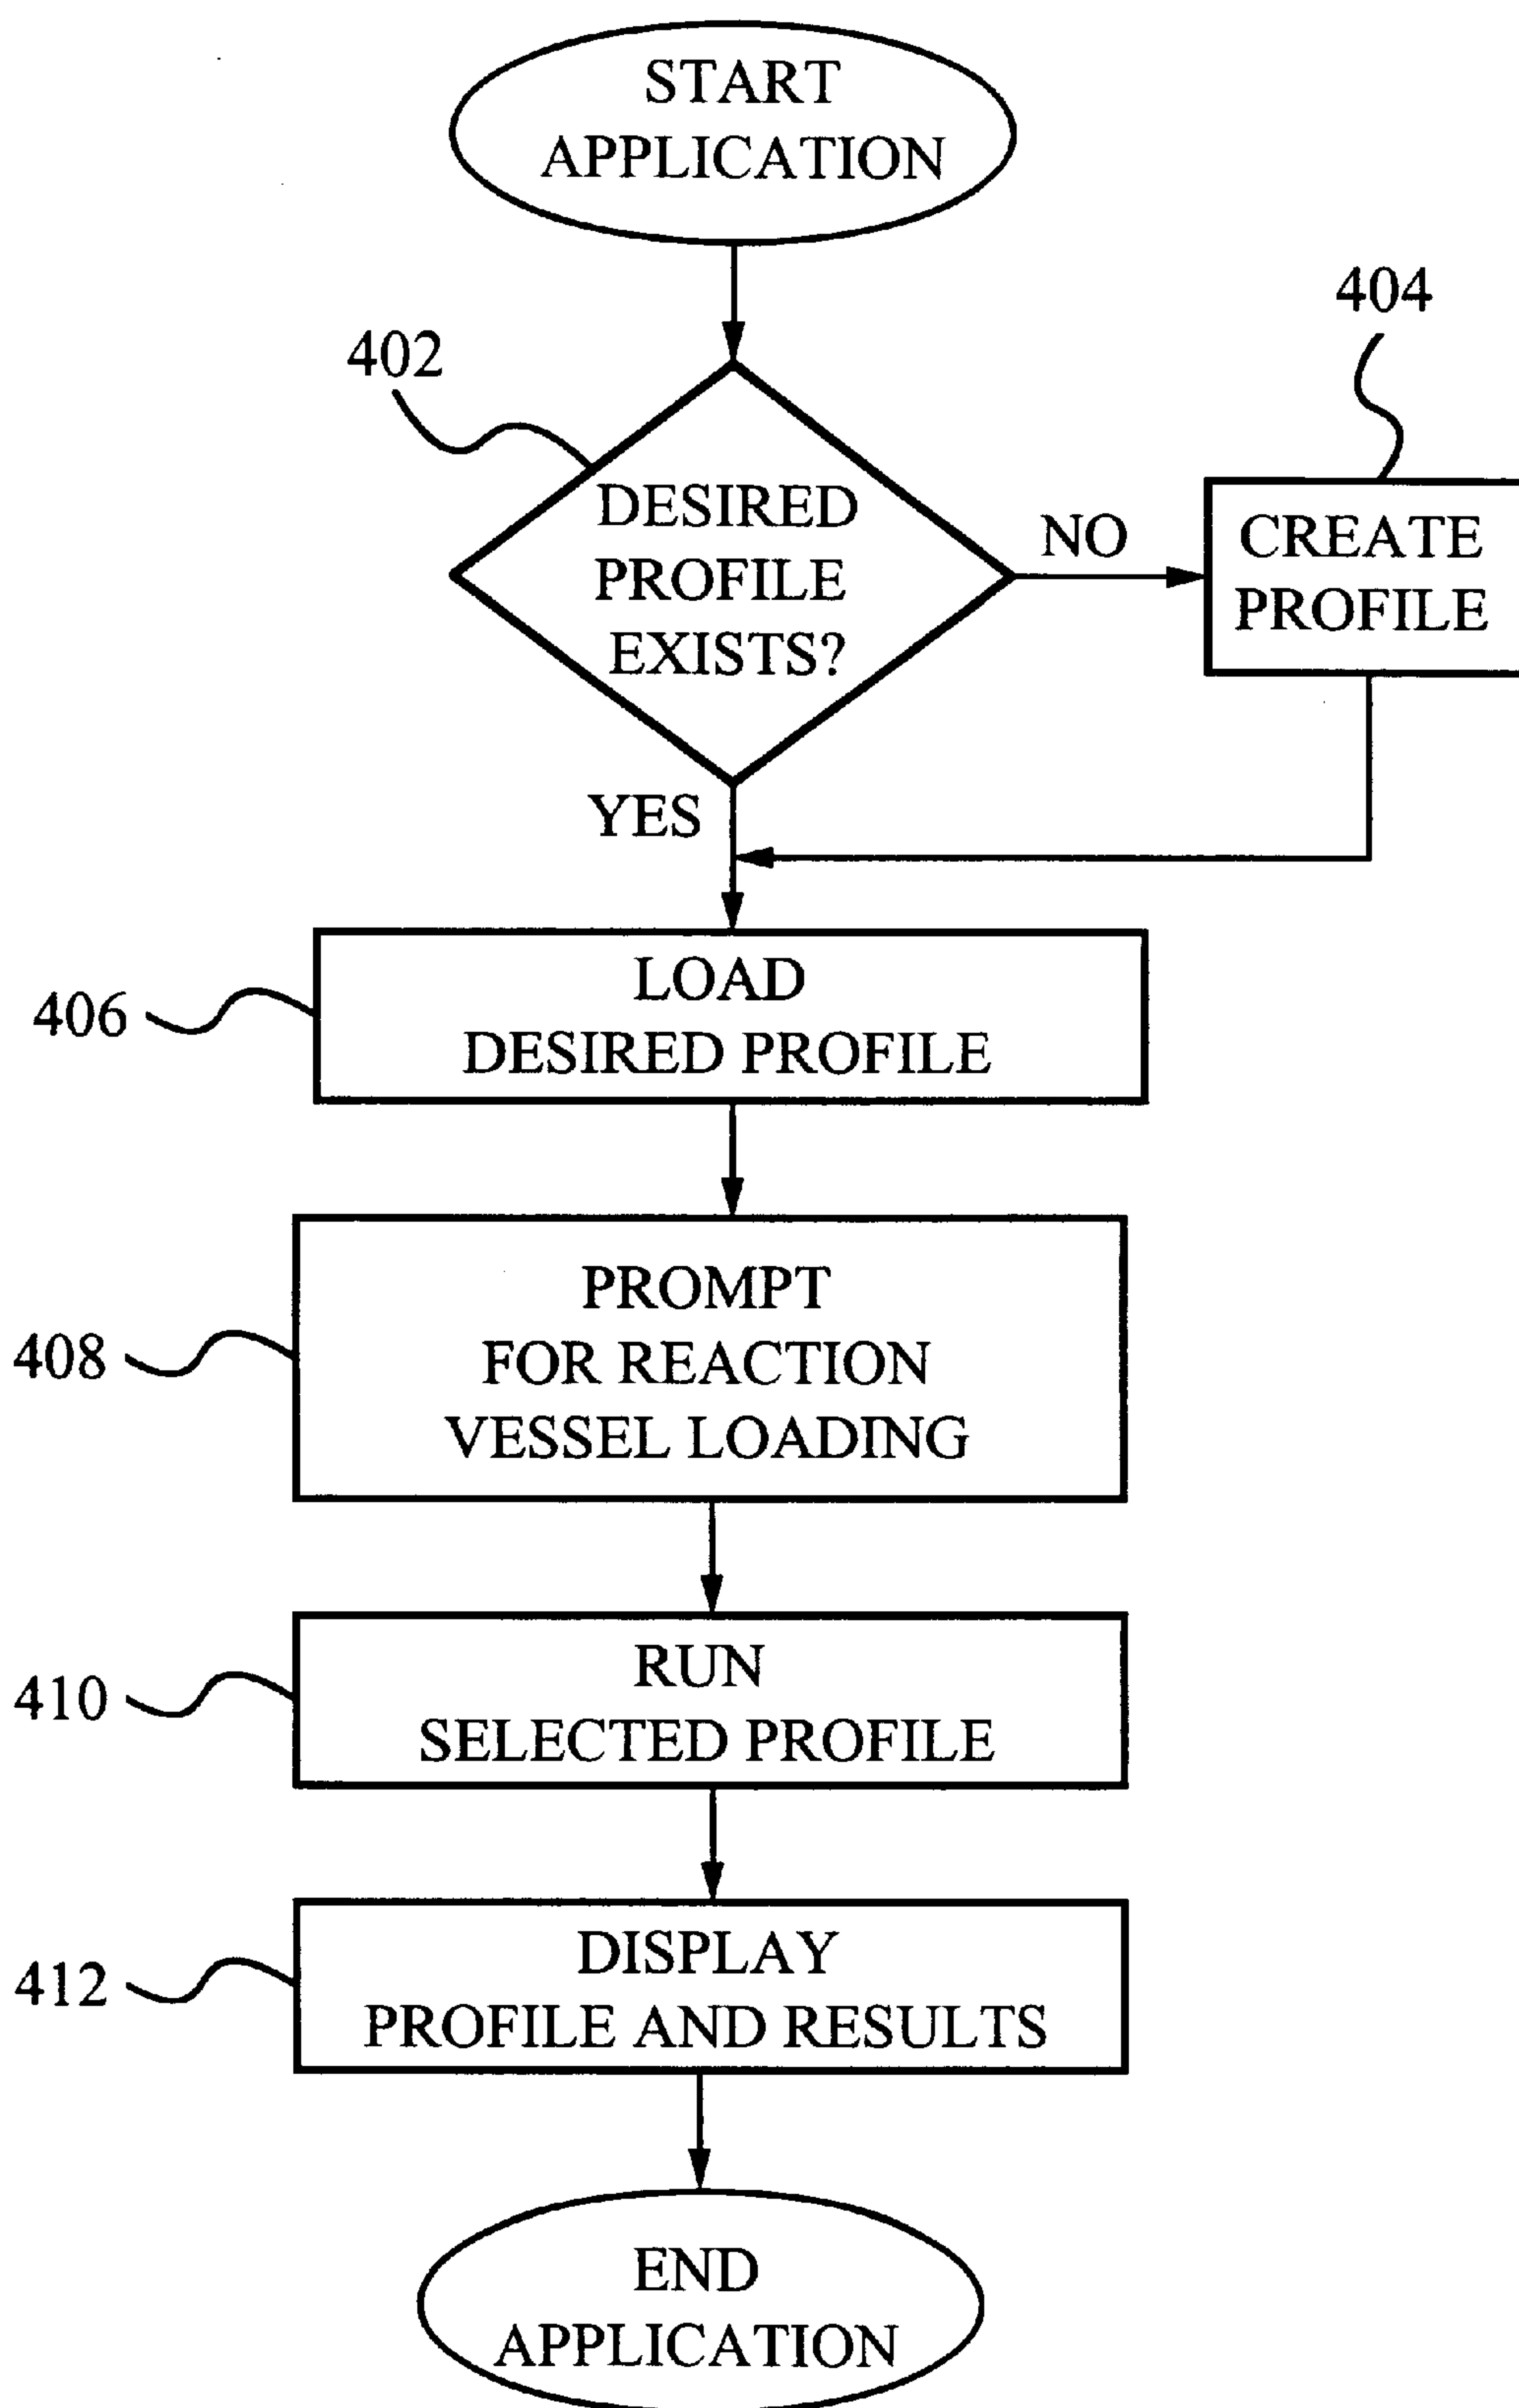 START
APPLICATION
404
402
DESIRED
PROFILE
EXISTS?
NO
CREATE
PROFILE
YES
406
LOAD
DESIRED PROFILE
408
PROMPT
FOR REACTION
VESSEL LOADING
410
RUN
SELECTED PROFILE
412
DISPLAY
PROFILE AND RESULTS
END
APPLICATION